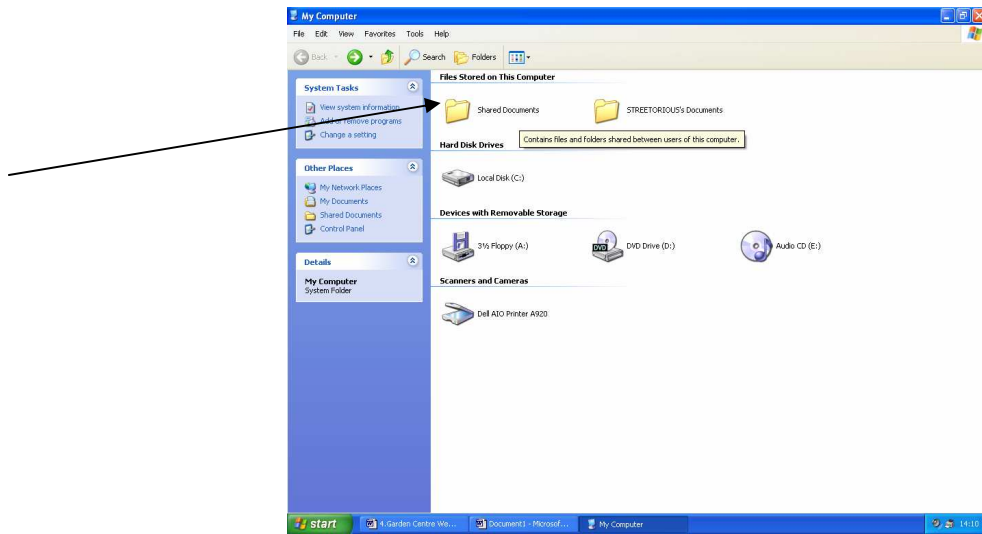 My Computer
File Edit View Favorites Tools Help
Back Search Folders
System Tasks
View system information
Add or remove programs
Change a setting
Other Places
My Network Places
My Documents
Shared Documents
Control Panel
Details
My Computer
System Folder
Files Stored on This Computer
Shared Documents STREETORIOUS's Documents
Contains files and folders shared between users of this computer.
Hard Disk Drives
Local Disk (C:)
Devices with Removable Storage
3½ Floppy (A:) DVD Drive (D:) Audio CD (E:)
DVD
Scanners and Cameras
Dell AIO Printer A920
start 4.Garden Centre We... Document1 - Microsof... My Computer 14:10